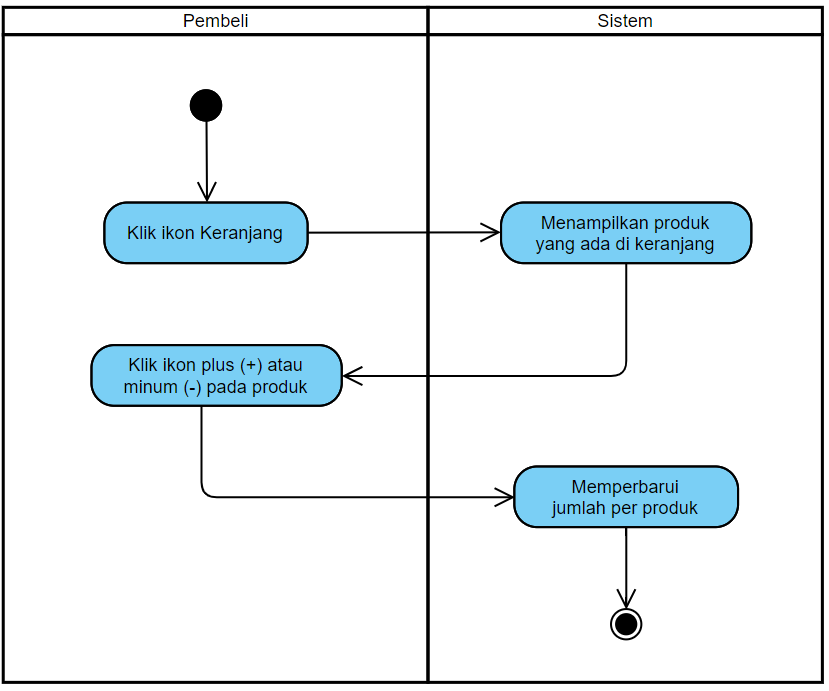 Pembeli
Sistem
Klik ikon Keranjang
Menampilkan produk
yang ada di keranjang
Klik ikon plus (+) atau
minum (-) pada produk
Memperbarui
jumlah per produk